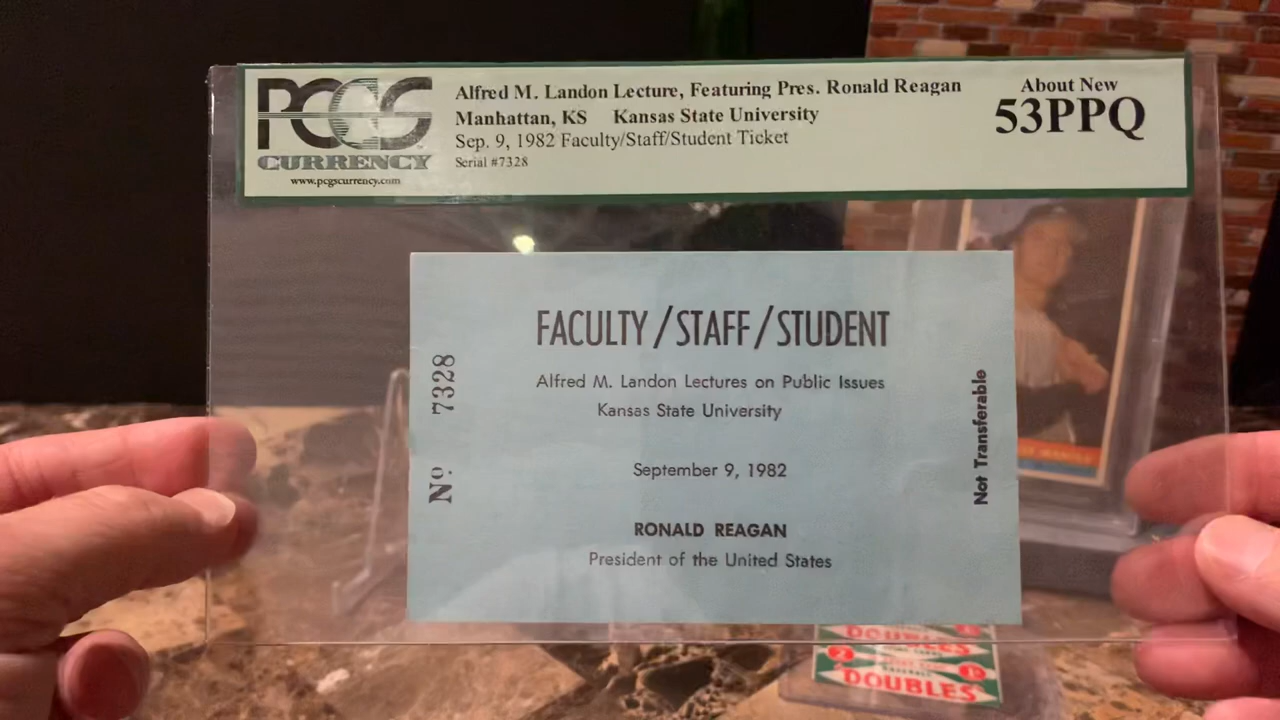 PCGS
CURRENCY
www.pcgscurrency.com
Alfred M. Landon Lecture, Featuring Pres. Ronald Reagan
Manhattan, KS Kansas State University
Sep. 9, 1982 Faculty/Staff/Student Ticket
Serial #7328
About New
53PPQ
FACULTY/STAFF/STUDENT
Alfred M. Landon Lectures on Public Issues
Kansas State University
September 9, 1982
RONALD REAGAN
President of the United States
Nº 7328
Not Transferable
DOUBLES
2
DOUBLES